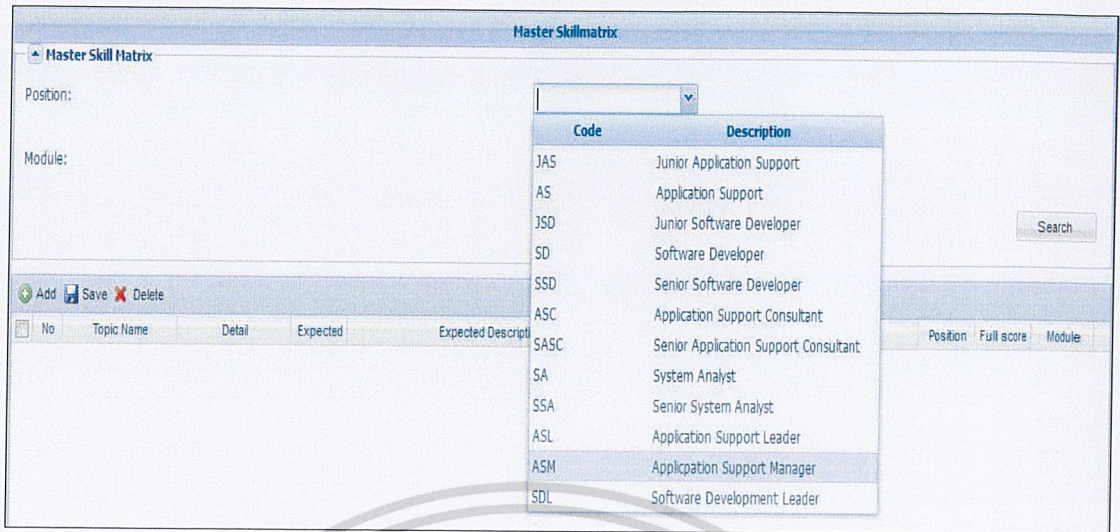 Master Skillmatrix
Master Skill Matrix
Position:
Code Description
Module:
JAS Junior Application Support
AS Application Support
JSD Junior Software Developer
Search
SD Software Developer
SSD Senior Software Developer
Add Save Delete
ASC Application Support Consultant
No Topic Name Detail Expected Expected Descripti Position Full score Module
SASC Senior Application Support Consultant
SA System Analyst
SSA Senior System Analyst
ASL Application Support Leader
ASM Applicpation Support Manager
SDL Software Development Leader